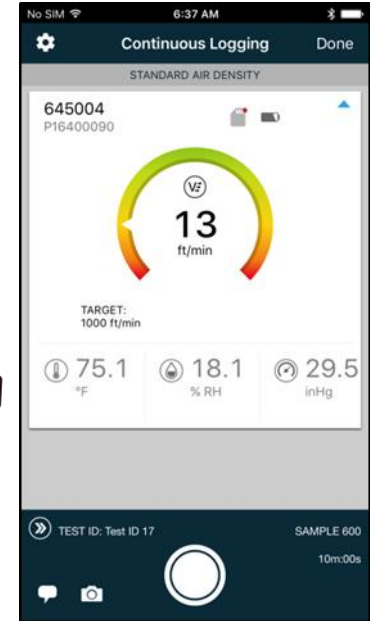 No SIM 6:37 AM
Continuous Logging Done
STANDARD AIR DENSITY
645004
P16400090
VE
13
ft/min
TARGET:
1000 ft/min
75.1 18.1 29.5
°F % RH inHg
TEST ID: Test ID 17 SAMPLE 600
10m:00s